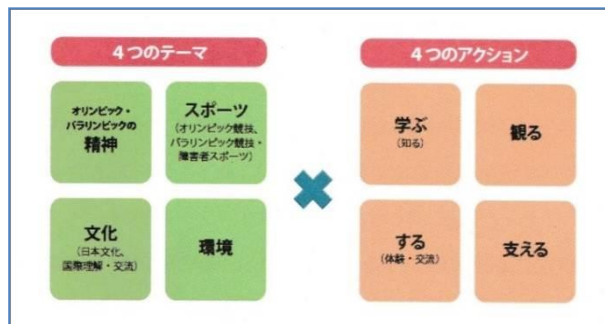 4つのテーマ
オリンピック・
パラリンピックの
精神
スポーツ
(オリンピック競技、
パラリンピック競技・
障害者スポーツ)
文化
(日本文化、
国際理解・交流)
環境
×
4つのアクション
学ぶ
(知る)
観る
する
(体験・交流)
支える